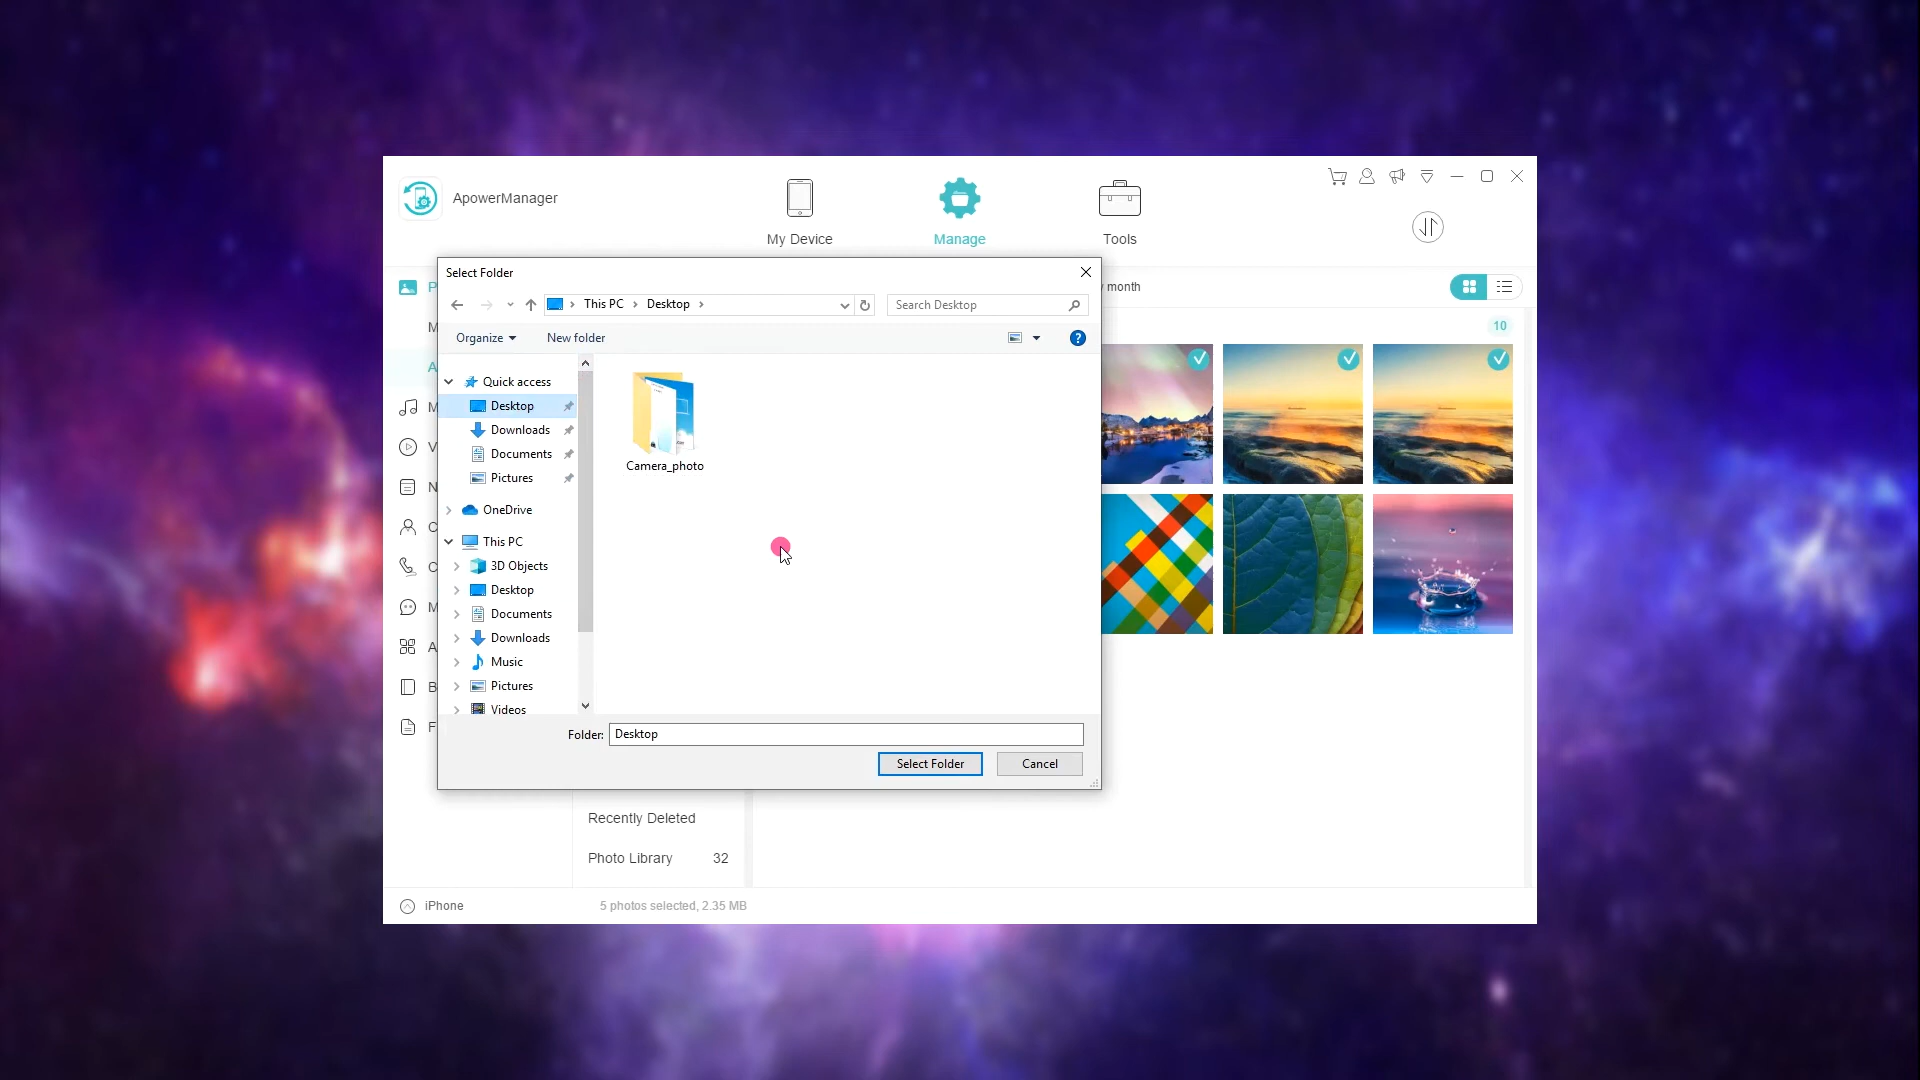 ApowerManager
My Device
Manage
Tools
Select Folder
This PC
Desktop
Search Desktop
Organize
New folder
Quick access
Desktop
Downloads
Documents
Pictures
OneDrive
This PC
3D Objects
Desktop
Documents
Downloads
Music
Pictures
Videos
Camera_photo
Folder:
Desktop
Select Folder
Cancel
month
10
Recently Deleted
Photo Library 32
iPhone
5 photos selected, 2.35 MB